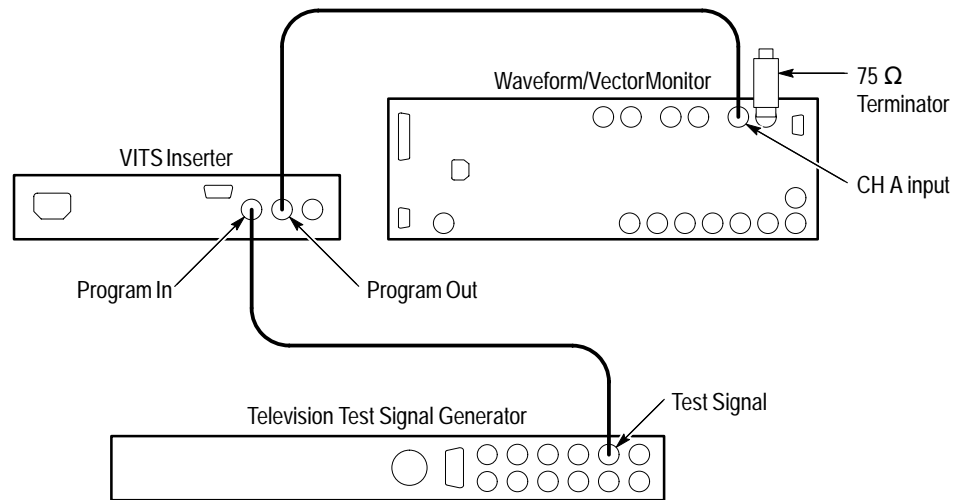 Waveform/VectorMonitor
75 Ω
Terminator
VITS Inserter
CH A input
Program In
Program Out
Television Test Signal Generator
Test Signal